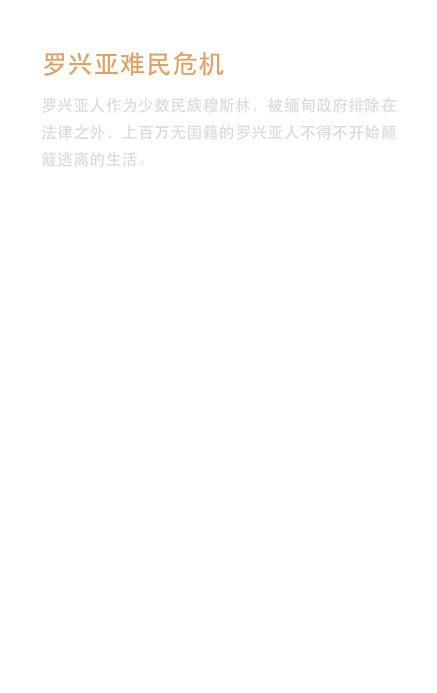 罗兴亚难民危机
罗兴亚人作为少数民族穆斯林，被缅甸政府排除在
法律之外，上百万无国籍的罗兴亚人不得不开始颠
簸逃离的生活。